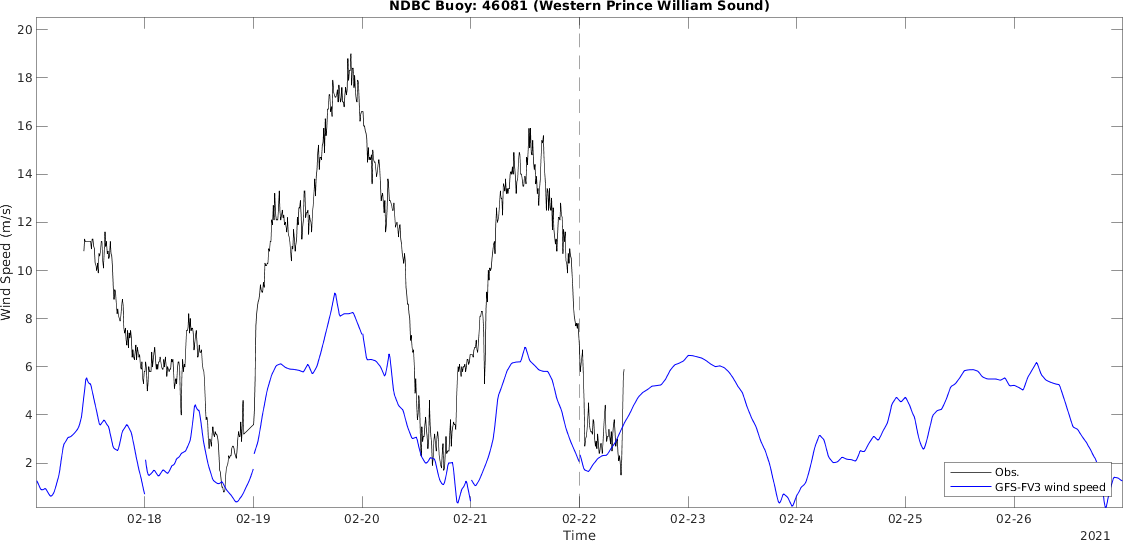 NDBC Buoy: 46081 (Western Prince William Sound)
20
18
16
14
12
10
8
6
4
2
Wind Speed (m/s)
Obs.
GFS-FV3 wind speed
02-18 02-19 02-20 02-21 02-22 02-23 02-24 02-25 02-26
Time
2021